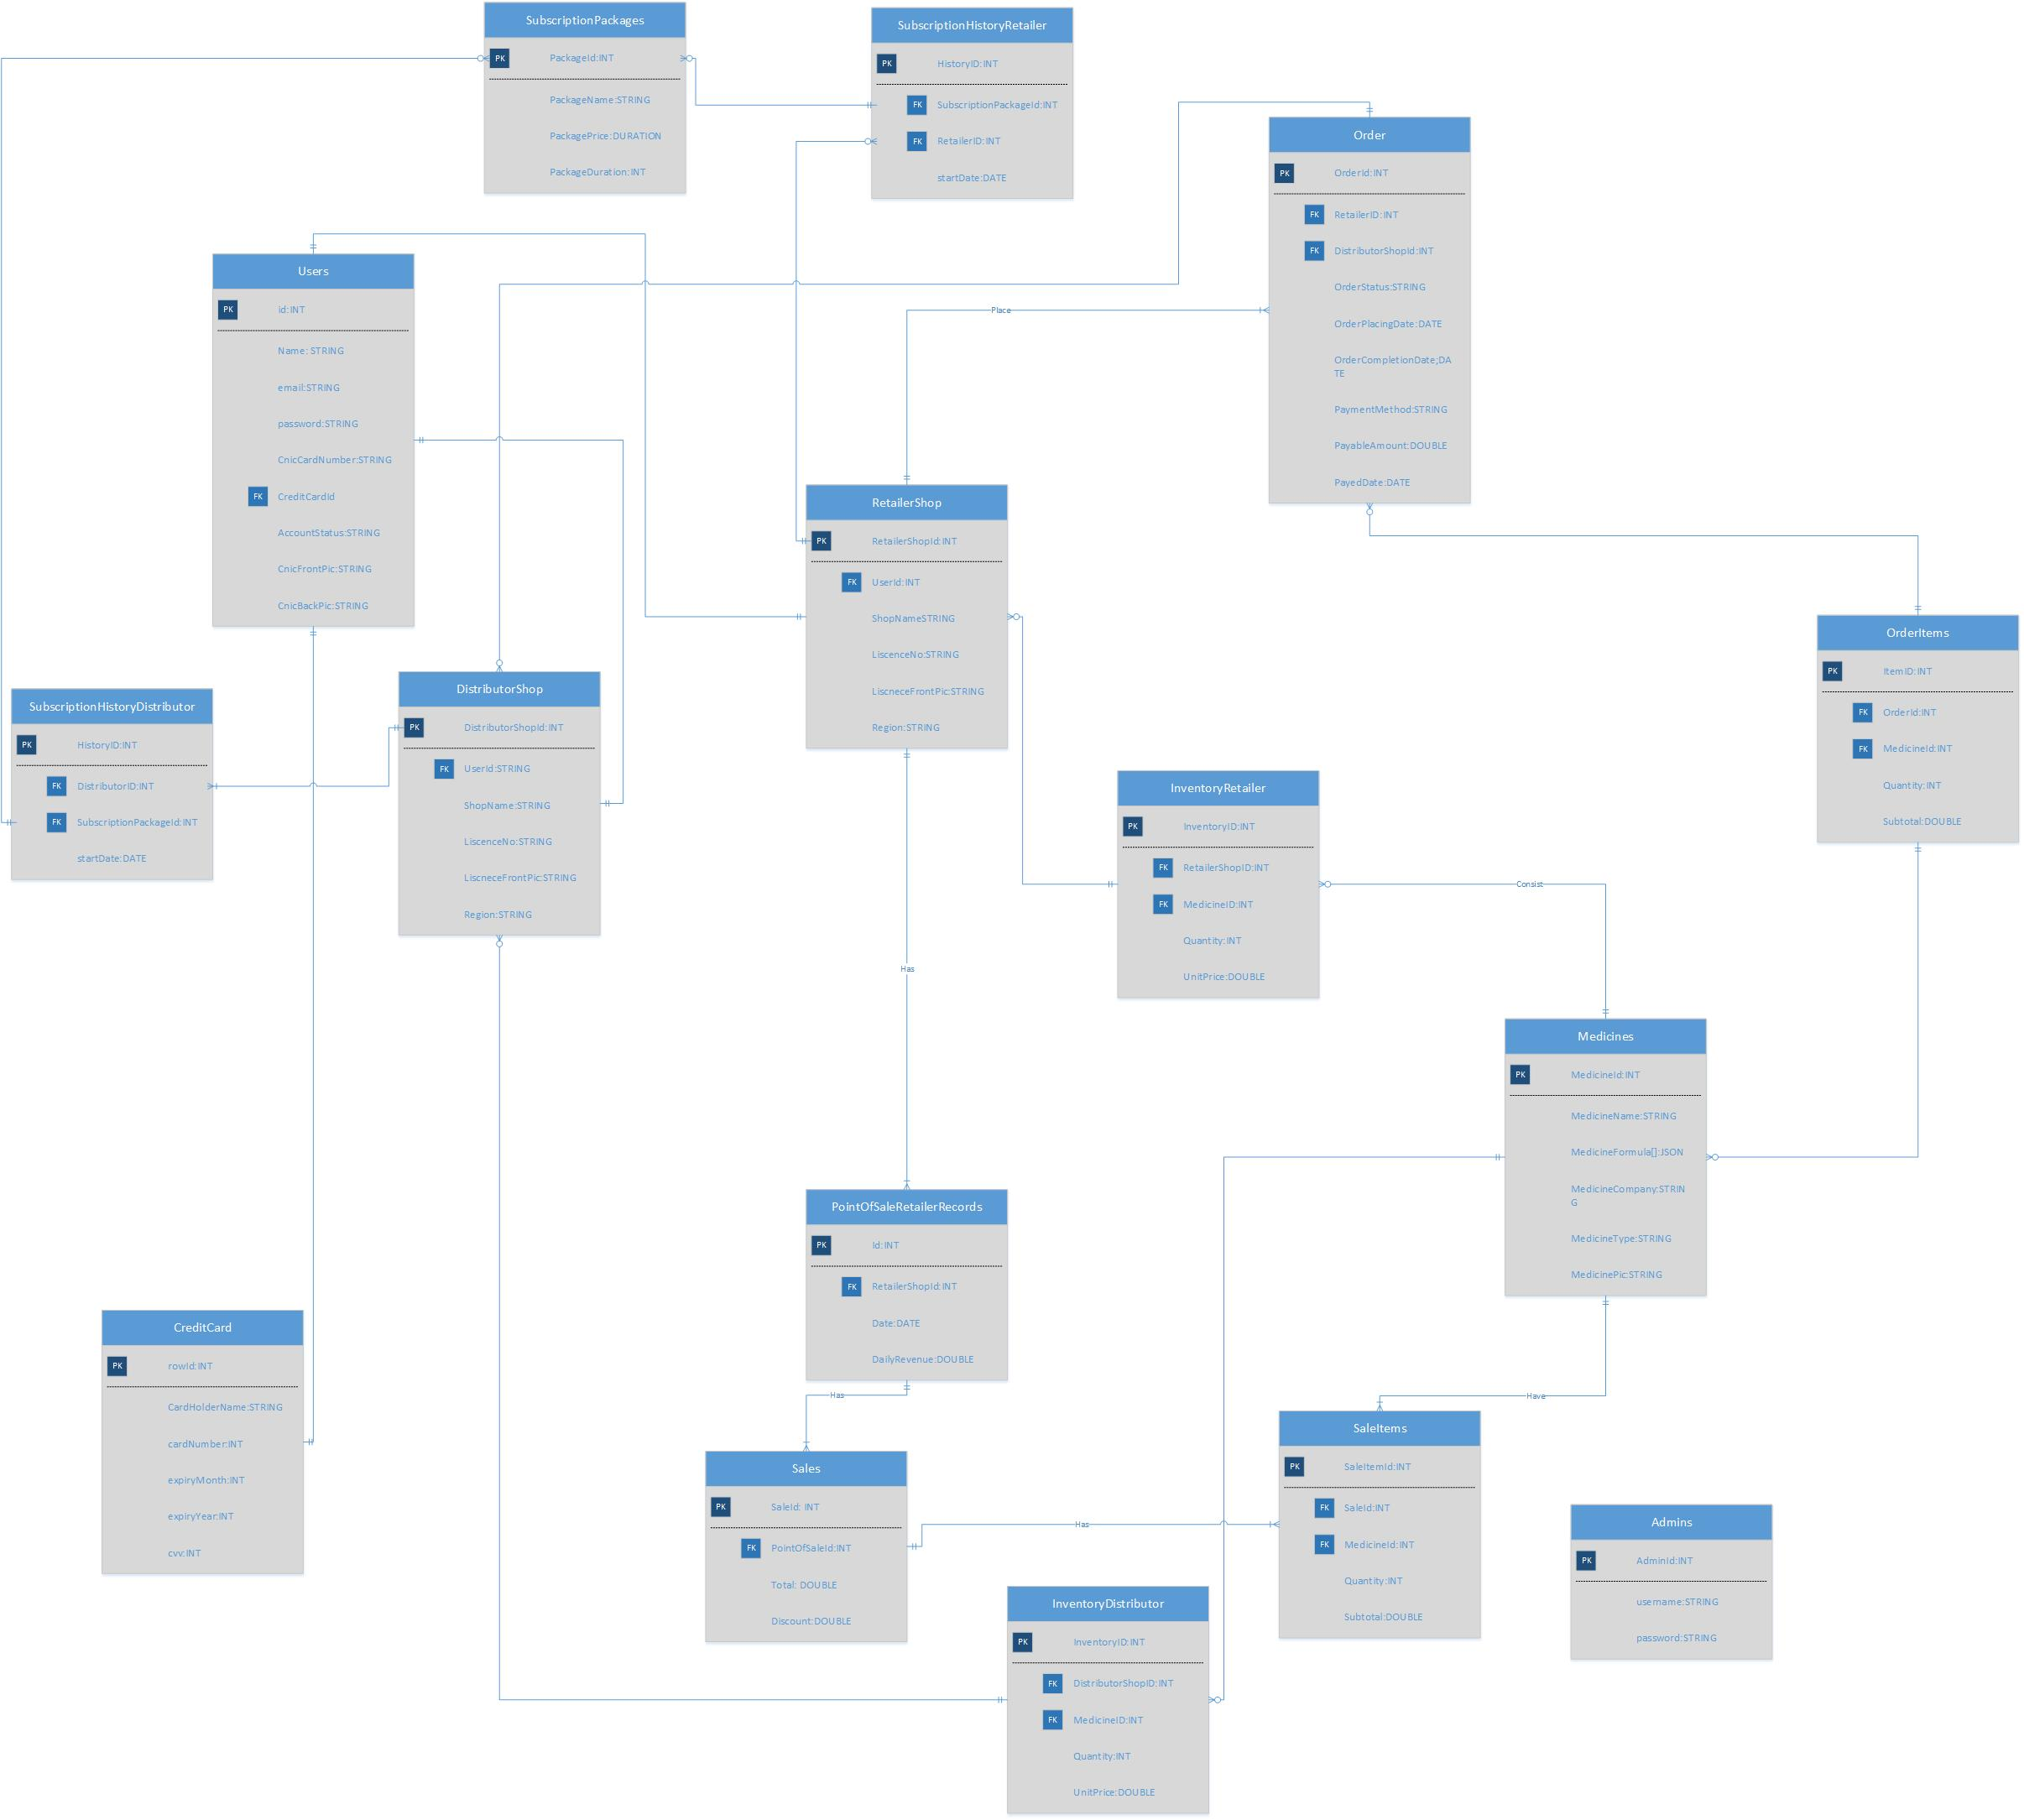 SubscriptionPackages
PK PackageId:INT
PackageName:STRING
PackagePrice:DURATION
PackageDuration:INT
SubscriptionHistoryRetailer
PK HistoryID:INT
FK SubscriptionPackageId:INT
FK RetailerID:INT
startDate:DATE
Order
PK OrderId:INT
FK RetailerID:INT
FK DistributorShopId:INT
OrderStatus:STRING
OrderPlacingDate:DATE
OrderCompletionDate;DA
TE
PaymentMethod:STRING
PayableAmount:DOUBLE
PayedDate:DATE
Users
PK id:INT
Name: STRING
email:STRING
password:STRING
CnicCardNumber:STRING
FK CreditCardId
AccountStatus:STRING
CnicFrontPic:STRING
CnicBackPic:STRING
Place
RetailerShop
PK RetailerShopId:INT
FK UserId:INT
ShopNameSTRING
LiscenceNo:STRING
LiscneceFrontPic:STRING
Region:STRING
OrderItems
PK ItemID:INT
FK OrderId:INT
FK MedicineId:INT
Quantity:INT
Subtotal:DOUBLE
SubscriptionHistoryDistributor
PK HistoryID:INT
FK DistributorID:INT
FK SubscriptionPackageId:INT
startDate:DATE
DistributorShop
PK DistributorShopId:INT
FK UserId:STRING
ShopName:STRING
LiscenceNo:STRING
LiscneceFrontPic:STRING
Region:STRING
InventoryRetailer
PK InventoryID:INT
FK RetailerShopID:INT
FK MedicineID:INT
Quantity:INT
UnitPrice:DOUBLE
Consist
Has
Medicines
PK MedicineId:INT
MedicineName:STRING
MedicineFormula[]:JSON
MedicineCompany:STRIN
G
MedicineType:STRING
MedicinePic:STRING
PointOfSaleRetailerRecords
PK Id:INT
FK RetailerShopId:INT
Date:DATE
DailyRevenue:DOUBLE
CreditCard
PK rowId:INT
CardHolderName:STRING
cardNumber:INT
expiryMonth:INT
expiryYear:INT
cvv:INT
Has
Have
Sales
PK SaleId: INT
FK PointOfSaleId:INT
Total: DOUBLE
Discount:DOUBLE
Has
SaleItems
PK SaleItemId:INT
FK SaleId:INT
FK MedicineId:INT
Quantity:INT
Subtotal:DOUBLE
Admins
PK AdminId:INT
username:STRING
password:STRING
InventoryDistributor
PK InventoryID:INT
FK DistributorShopID:INT
FK MedicineID:INT
Quantity:INT
UnitPrice:DOUBLE